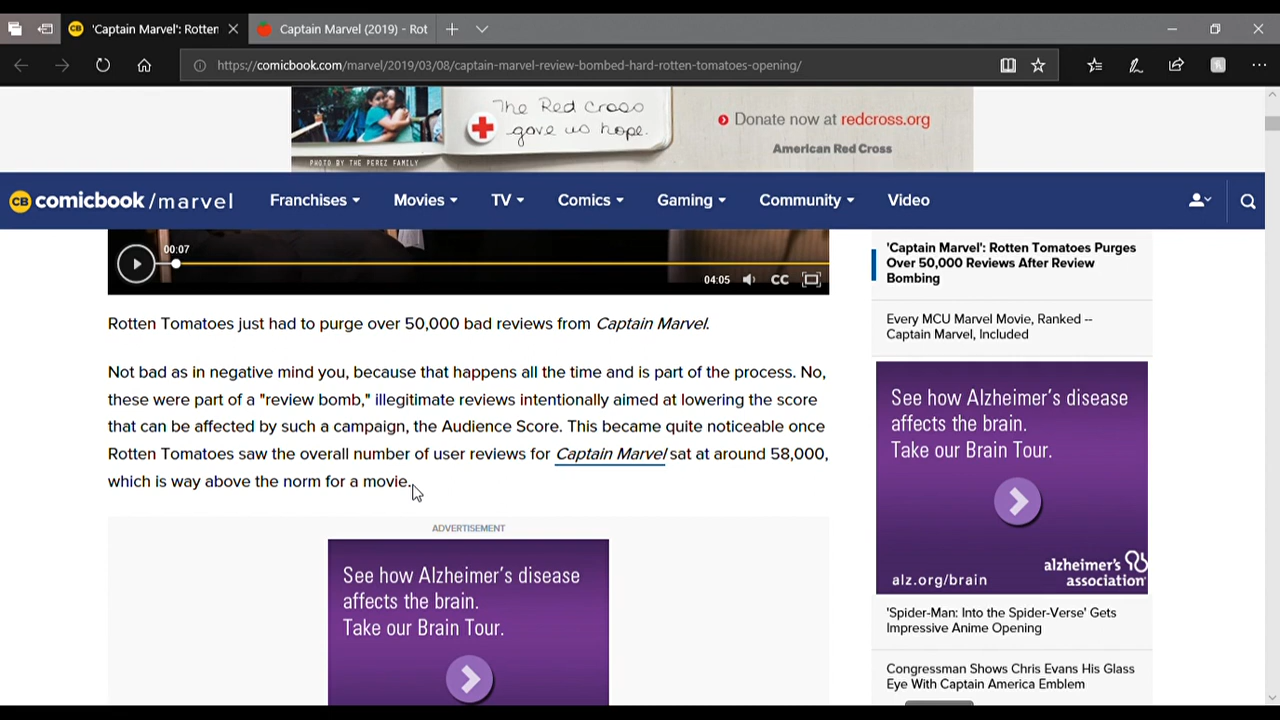 'Captain Marvel': Rotten
Captain Marvel (2019) - Rot
https://comicbook.com/marvel/2019/03/08/captain-marvel-review-bombed-hard-rotten-tomatoes-opening/
The Red Cross
gave us hope.
PHOTO BY THE PEREZ FAMILY
Donate now at redcross.org
American Red Cross
CB comicbook /marvel
Franchises
Movies
TV
Comics
Gaming
Community
Video
00:07
04:05
CC
Rotten Tomatoes just had to purge over 50,000 bad reviews from Captain Marvel.
Not bad as in negative mind you, because that happens all the time and is part of the process. No,
these were part of a "review bomb," illegitimate reviews intentionally aimed at lowering the score
that can be affected by such a campaign, the Audience Score. This became quite noticeable once
Rotten Tomatoes saw the overall number of user reviews for Captain Marvel sat at around 58,000,
which is way above the norm for a movie.
ADVERTISEMENT
See how Alzheimer's disease
affects the brain.
Take our Brain Tour.
'Captain Marvel': Rotten Tomatoes Purges
Over 50,000 Reviews After Review
Bombing
Every MCU Marvel Movie, Ranked --
Captain Marvel, Included
See how Alzheimer's disease
affects the brain.
Take our Brain Tour.
alz.org/brain
alzheimer's
association
'Spider-Man: Into the Spider-Verse' Gets
Impressive Anime Opening
Congressman Shows Chris Evans His Glass
Eye With Captain America Emblem